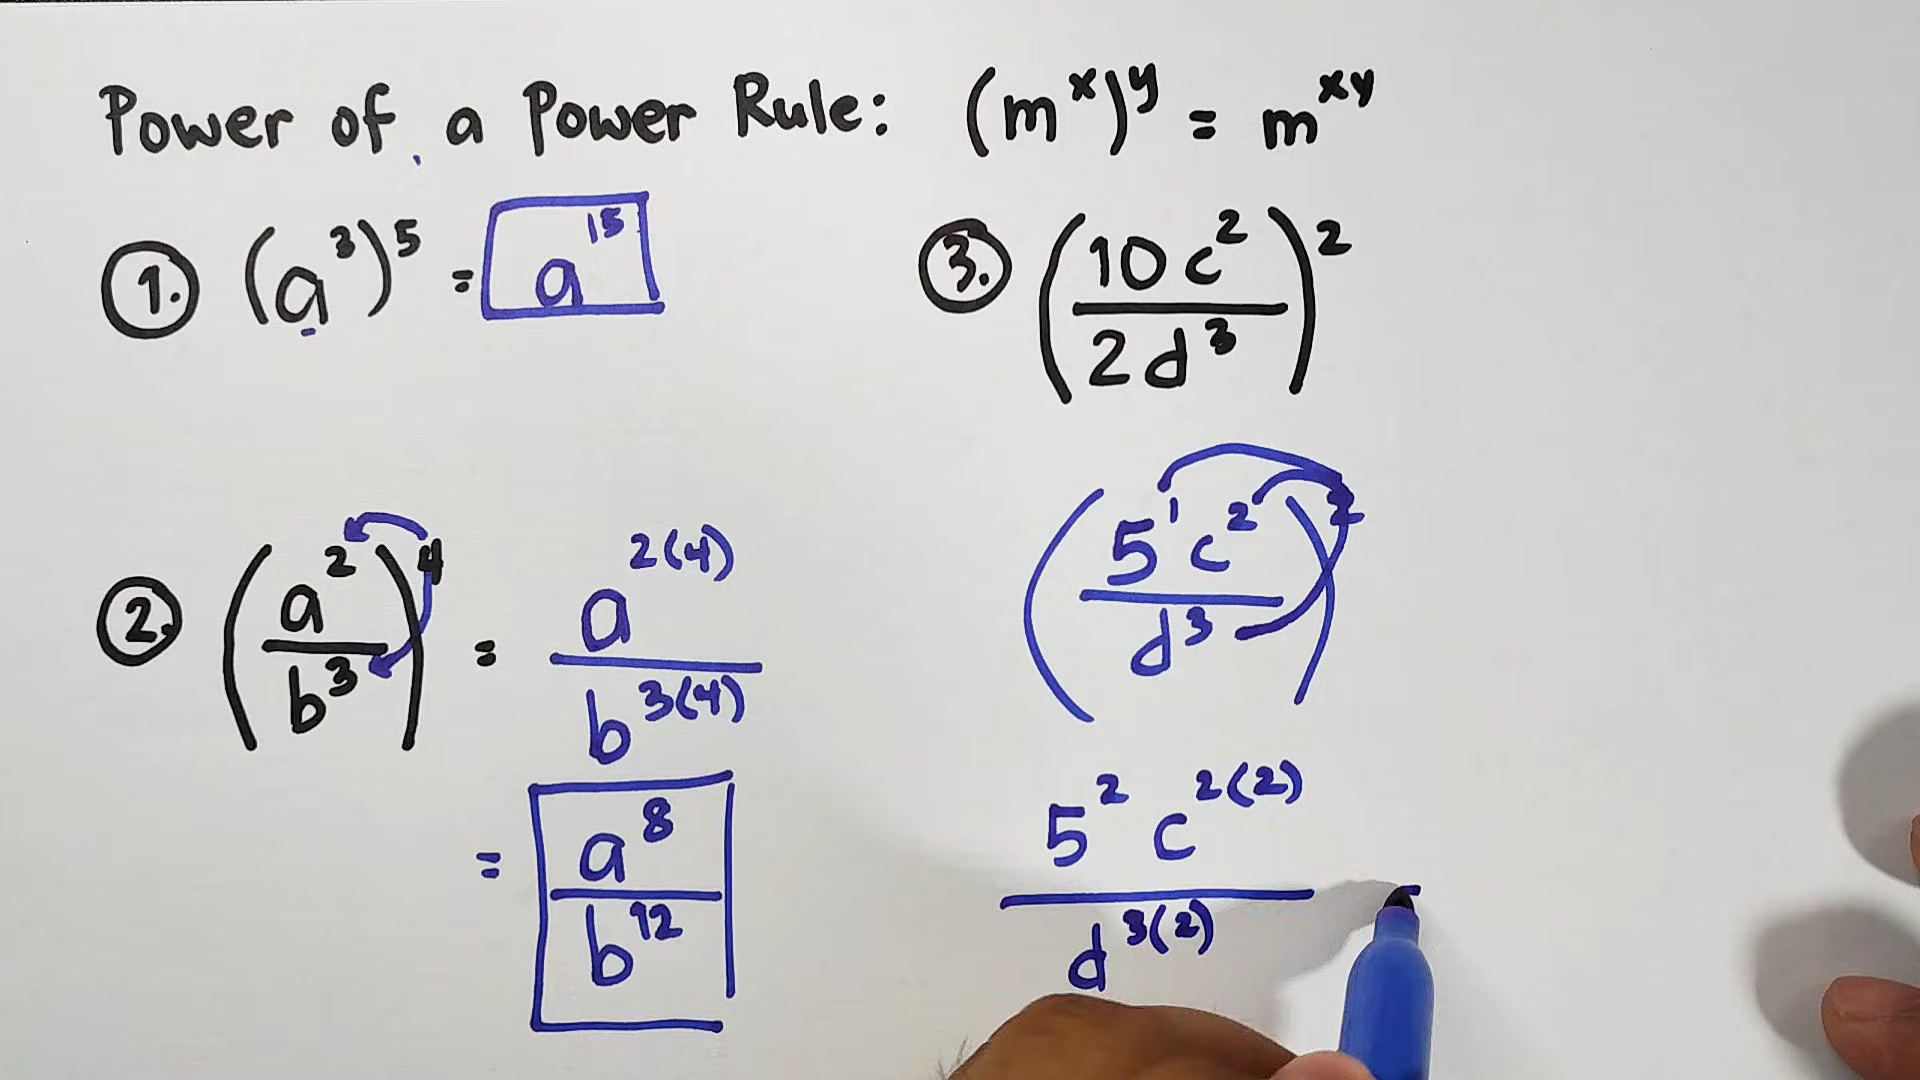 Power of a Power Rule: (m^x)^y = m^xy
1. (a^3)^5 = a^15
2. (a^2/b^3)^4 = a^2(4)/b^3(4)
= a^8/b^12
3. (10c^2/2d^3)^2
(5^1c^2/d^3)^2
5^2 c^2(2)/d^3(2)